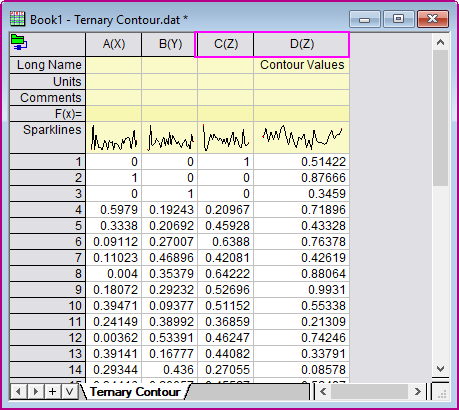 Book1 - Ternary Contour.dat *
A(X) B(Y) C(Z) D(Z)
Long Name Contour Values
Units
Comments
F(x)=
Sparklines
1 0 0 1 0.51422
2 1 0 0 0.87666
3 0 1 0 0.3459
4 0.5979 0.19243 0.20967 0.71896
5 0.3338 0.20692 0.45928 0.43328
6 0.09112 0.27007 0.6388 0.76378
7 0.11023 0.46896 0.42081 0.42619
8 0.004 0.35379 0.64222 0.88064
9 0.18072 0.29232 0.52696 0.9931
10 0.39471 0.09377 0.51152 0.55338
11 0.24149 0.38992 0.36859 0.21309
12 0.00362 0.53391 0.46247 0.74246
13 0.39141 0.16777 0.44082 0.33791
14 0.29344 0.436 0.27055 0.08578
Ternary Contour